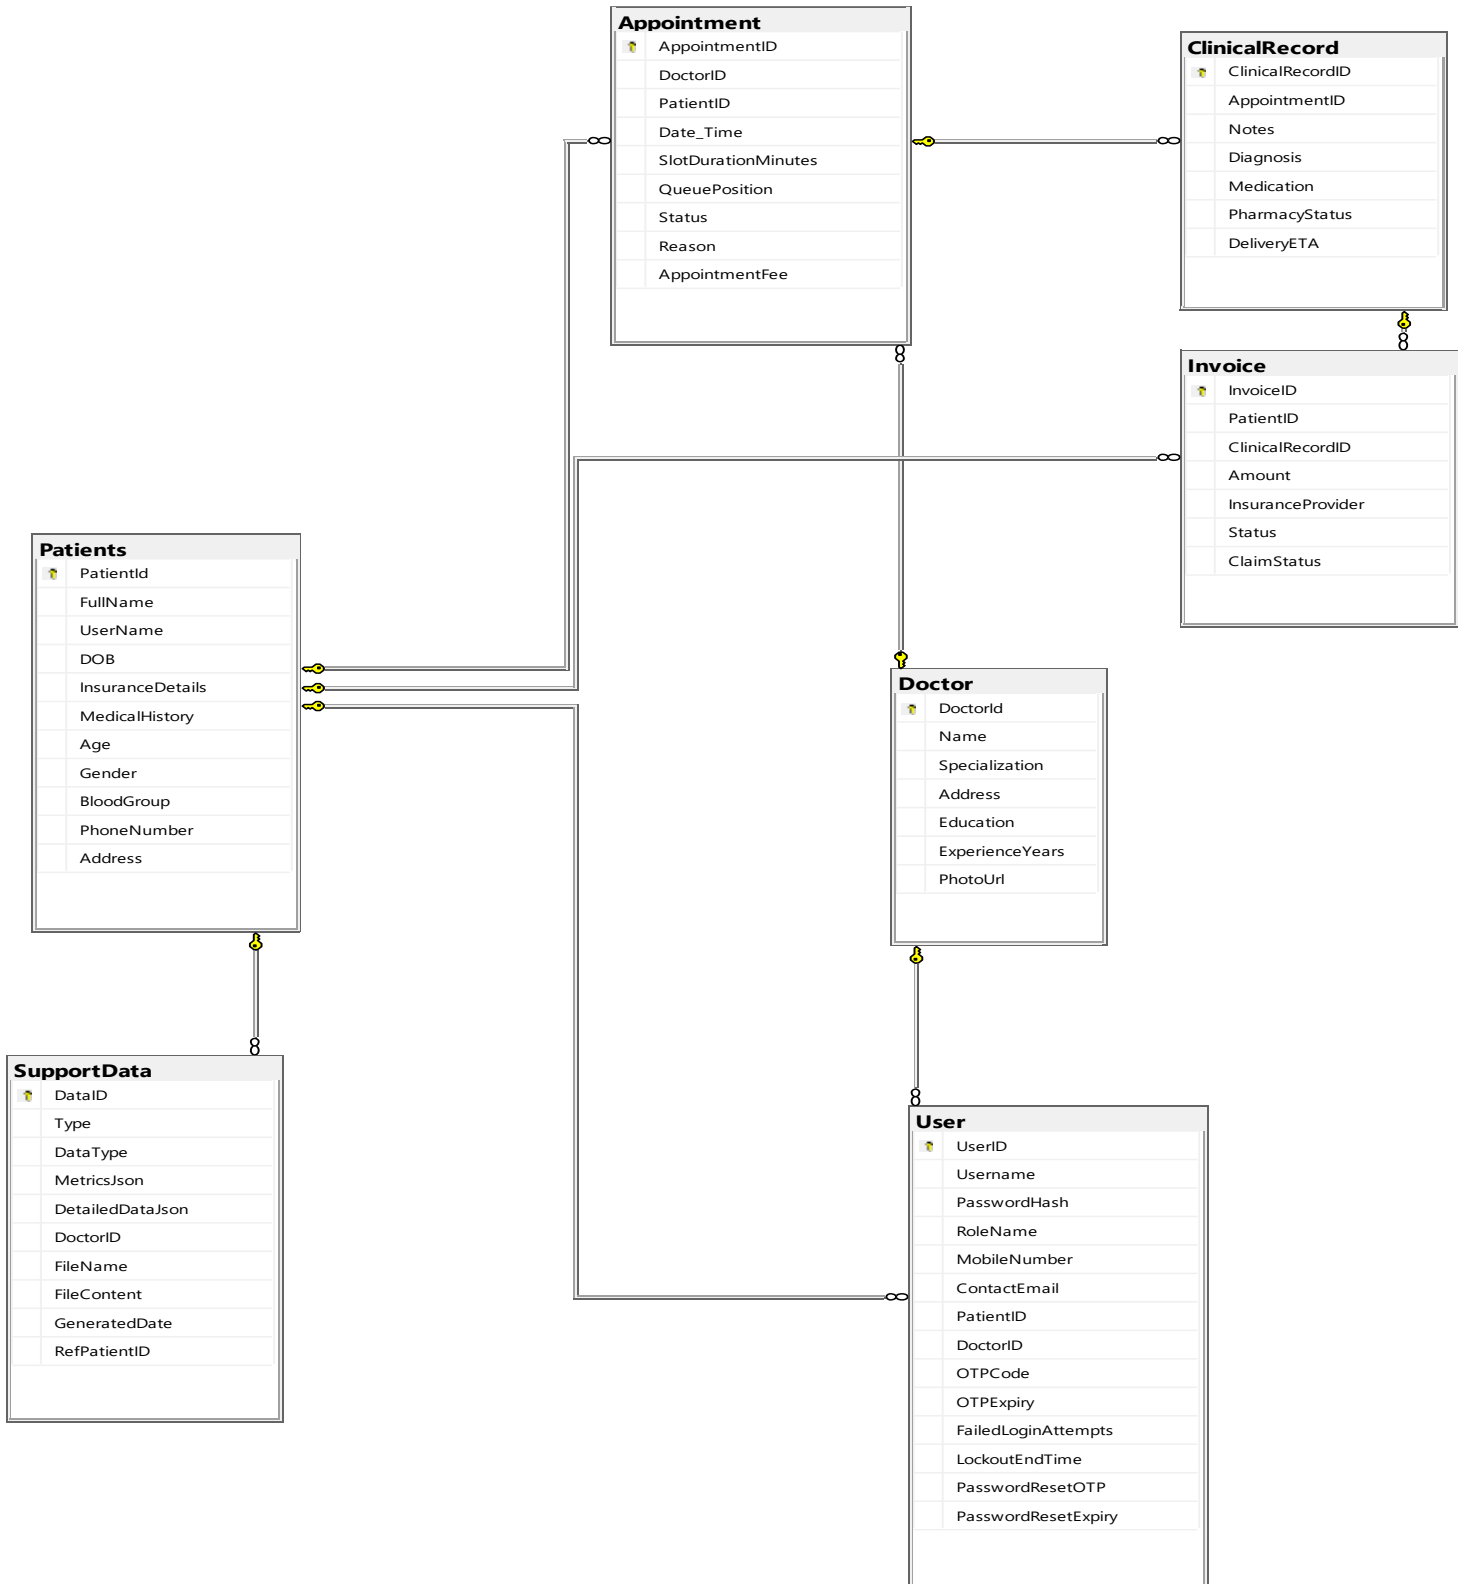 Appointment
AppointmentID
DoctorID
PatientID
Date_Time
SlotDurationMinutes
QueuePosition
Status
Reason
AppointmentFee
ClinicalRecord
ClinicalRecordID
AppointmentID
Notes
Diagnosis
Medication
PharmacyStatus
DeliveryETA
Invoice
InvoiceID
PatientID
ClinicalRecordID
Amount
InsuranceProvider
Status
ClaimStatus
Patients
PatientId
FullName
UserName
DOB
InsuranceDetails
MedicalHistory
Age
Gender
BloodGroup
PhoneNumber
Address
Doctor
DoctorId
Name
Specialization
Address
Education
ExperienceYears
PhotoUrl
SupportData
DataID
Type
DataType
MetricsJson
DetailedDataJson
DoctorID
FileName
FileContent
GeneratedDate
RefPatientID
User
UserID
Username
PasswordHash
RoleName
MobileNumber
ContactEmail
PatientID
DoctorID
OTPCode
OTPExpiry
FailedLoginAttempts
LockoutEndTime
PasswordResetOTP
PasswordResetExpiry